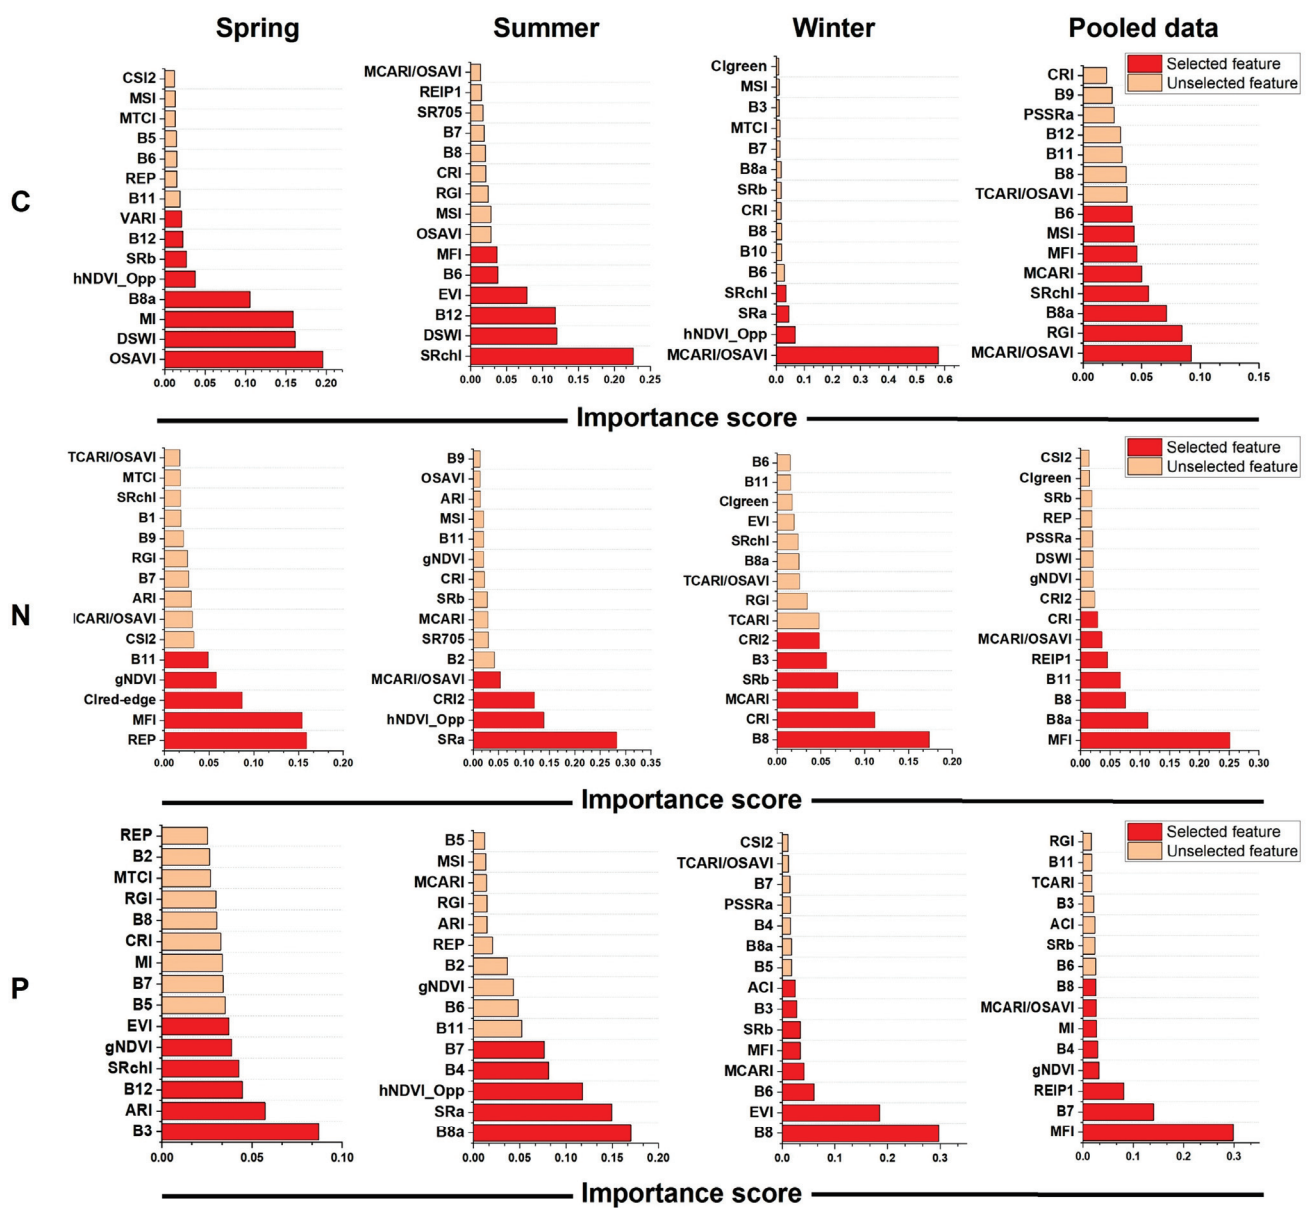 Spring Summer Winter Pooled data
C
CSI2
MSI
MTCI
B5
B6
REP
B11
VARI
B12
SRb
hNDVI_Opp
B8a
MI
DSWI
OSAVI
0.00 0.05 0.10 0.15 0.20
MCARI/OSAVI
REIP1
SR705
B7
B8
CRI
RGI
MSI
OSAVI
MFI
B6
EVI
B12
DSWI
SRchl
0.00 0.05 0.10 0.15 0.20 0.25
CIgreen
MSI
B3
MTCI
B7
B8a
SRb
CRI
B8
B10
B6
SRchl
SRa
hNDVI_Opp
MCARI/OSAVI
0.0 0.1 0.2 0.3 0.4 0.5 0.6
Selected feature
Unselected feature
CRI
B9
PSSRa
B12
B11
B8
TCARI/OSAVI
B6
MSI
MFI
MCARI
SRchl
B8a
RGI
MCARI/OSAVI
0.00 0.05 0.10 0.15
Importance score
N
TCARI/OSAVI
MTCI
SRchl
B1
B9
RGI
B7
ARI
ICARI/OSAVI
CSI2
B11
gNDVI
CIred-edge
MFI
REP
0.00 0.05 0.10 0.15 0.20
B9
OSAVI
ARI
MSI
B11
gNDVI
CRI
SRb
MCARI
SR705
B2
MCARI/OSAVI
CRI2
hNDVI_Opp
SRa
0.00 0.05 0.10 0.15 0.20 0.25 0.30 0.35
B6
B11
CIgreen
EVI
SRchl
B8a
TCARI/OSAVI
RGI
TCARI
CRI2
B3
SRb
MCARI
CRI
B8
0.00 0.05 0.10 0.15 0.20
Selected feature
Unselected feature
CSI2
CIgreen
SRb
REP
PSSRa
DSWI
gNDVI
CRI2
CRI
MCARI/OSAVI
REIP1
B11
B8
B8a
MFI
0.00 0.05 0.10 0.15 0.20 0.25 0.30
Importance score
P
REP
B2
MTCI
RGI
B8
CRI
MI
B7
B5
EVI
gNDVI
SRchl
B12
ARI
B3
0.00 0.05 0.10
B5
MSI
MCARI
RGI
ARI
REP
B2
gNDVI
B6
B11
B7
B4
hNDVI_Opp
SRa
B8a
0.00 0.05 0.10 0.15 0.20
CSI2
TCARI/OSAVI
B7
PSSRa
B4
B8a
B5
ACI
B3
SRb
MFI
MCARI
B6
EVI
B8
0.0 0.1 0.2 0.3
Selected feature
Unselected feature
RGI
B11
TCARI
B3
ACI
SRb
B6
B8
MCARI/OSAVI
MI
B4
gNDVI
REIP1
B7
MFI
0.0 0.1 0.2 0.3
Importance score